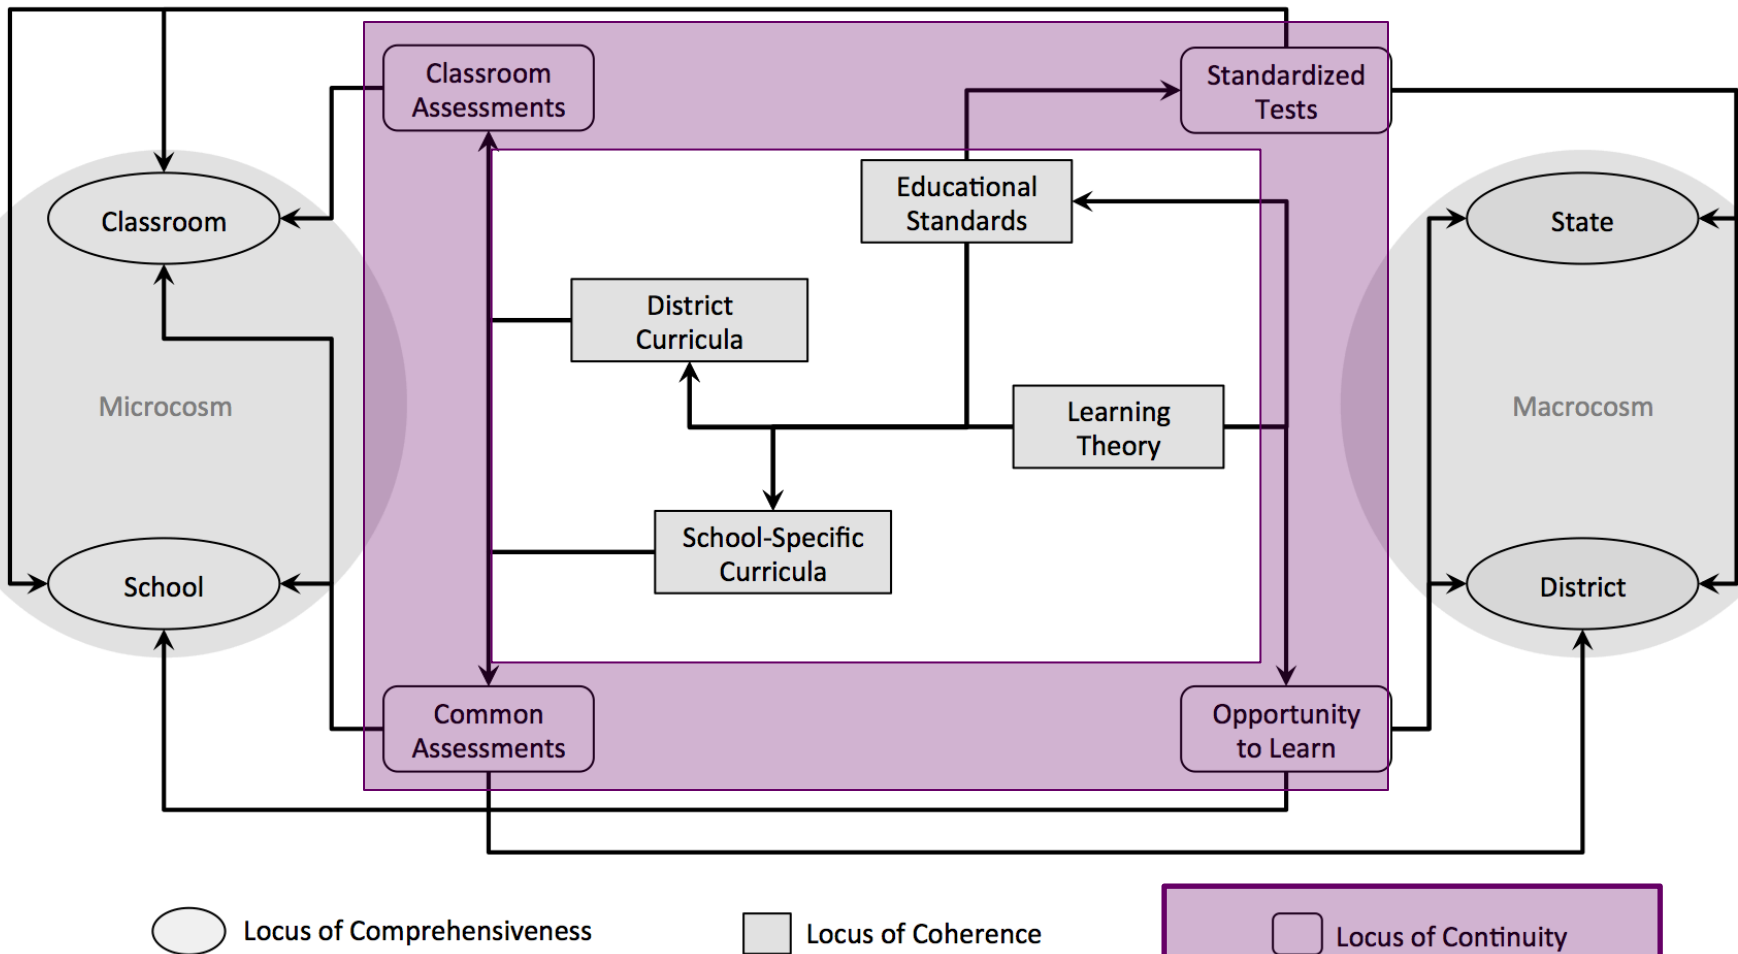 Classroom
Assessments
Standardized
Tests
Educational
Standards
Classroom
State
District
Curricula
Microcosm
Learning
Theory
Macrocosm
School-Specific
Curricula
School
District
Common
Assessments
Opportunity
to Learn
Locus of Comprehensiveness
Locus of Coherence
Locus of Continuity